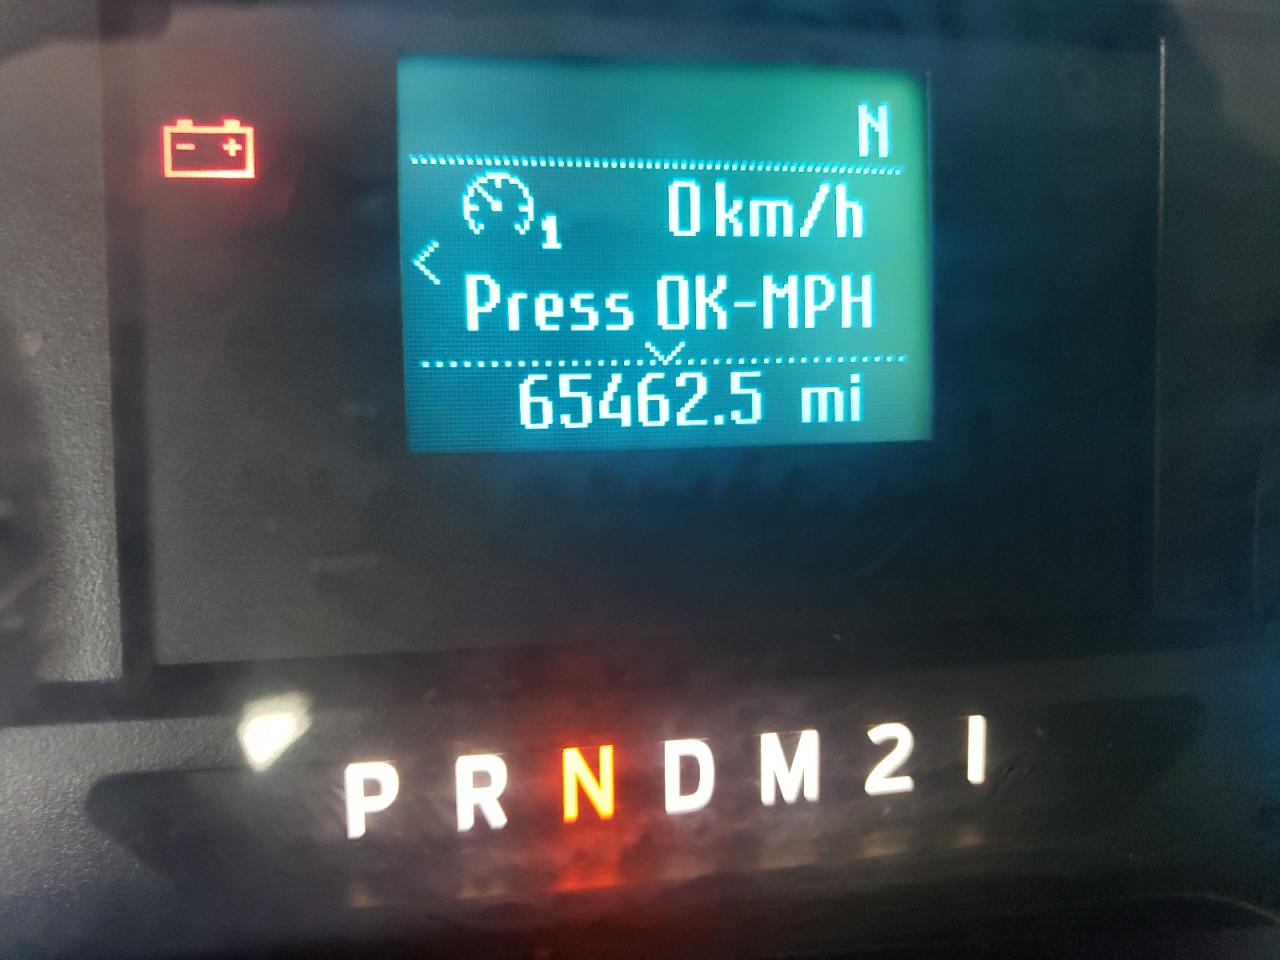 N
1 0 km/h
Press OK-MPH
65462.5 mi
P R N D M 2 1